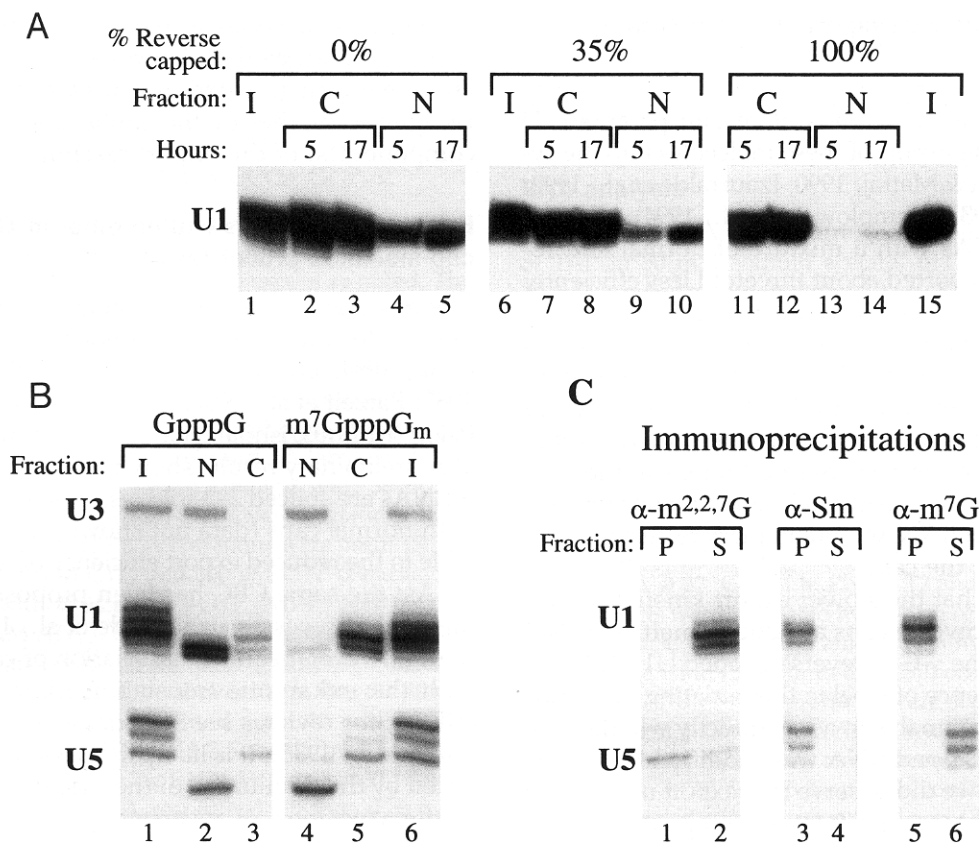 A
% Reverse capped: 0% 35% 100%
Fraction: I C N I C N C N I
Hours: 5 17 5 17 5 17 5 17 5 17 5 17
U1
1 2 3 4 5 6 7 8 9 10 11 12 13 14 15
B
GpppG m⁷GpppGₘ
Fraction: I N C N C I
U3
U1
U5
1 2 3 4 5 6
C
Immunoprecipitations
α-m²,²,⁷G α-Sm α-m⁷G
Fraction: P S P S P S
U1
U5
1 2 3 4 5 6